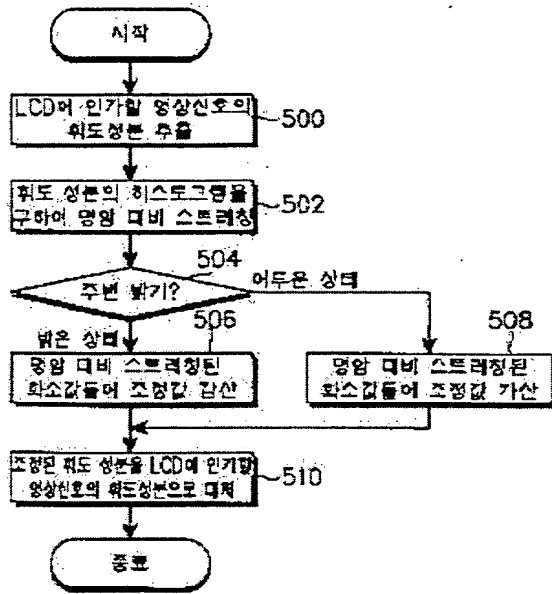 시작
LCD에 인가할 영상신호의
휘도성분 추출
500
휘도 성분의 히스토그램을
구하여 명암 대비 스트레칭
502
504
주변 밝기?
어두운 상태
밝은 상태
506
명암 대비 스트레칭된
화소값들에 조정값 감산
508
명암 대비 스트레칭된
화소값들에 조정값 가산
조정된 휘도 성분을 LCD에 인가할
영상신호의 휘도성분으로 대체
510
종료